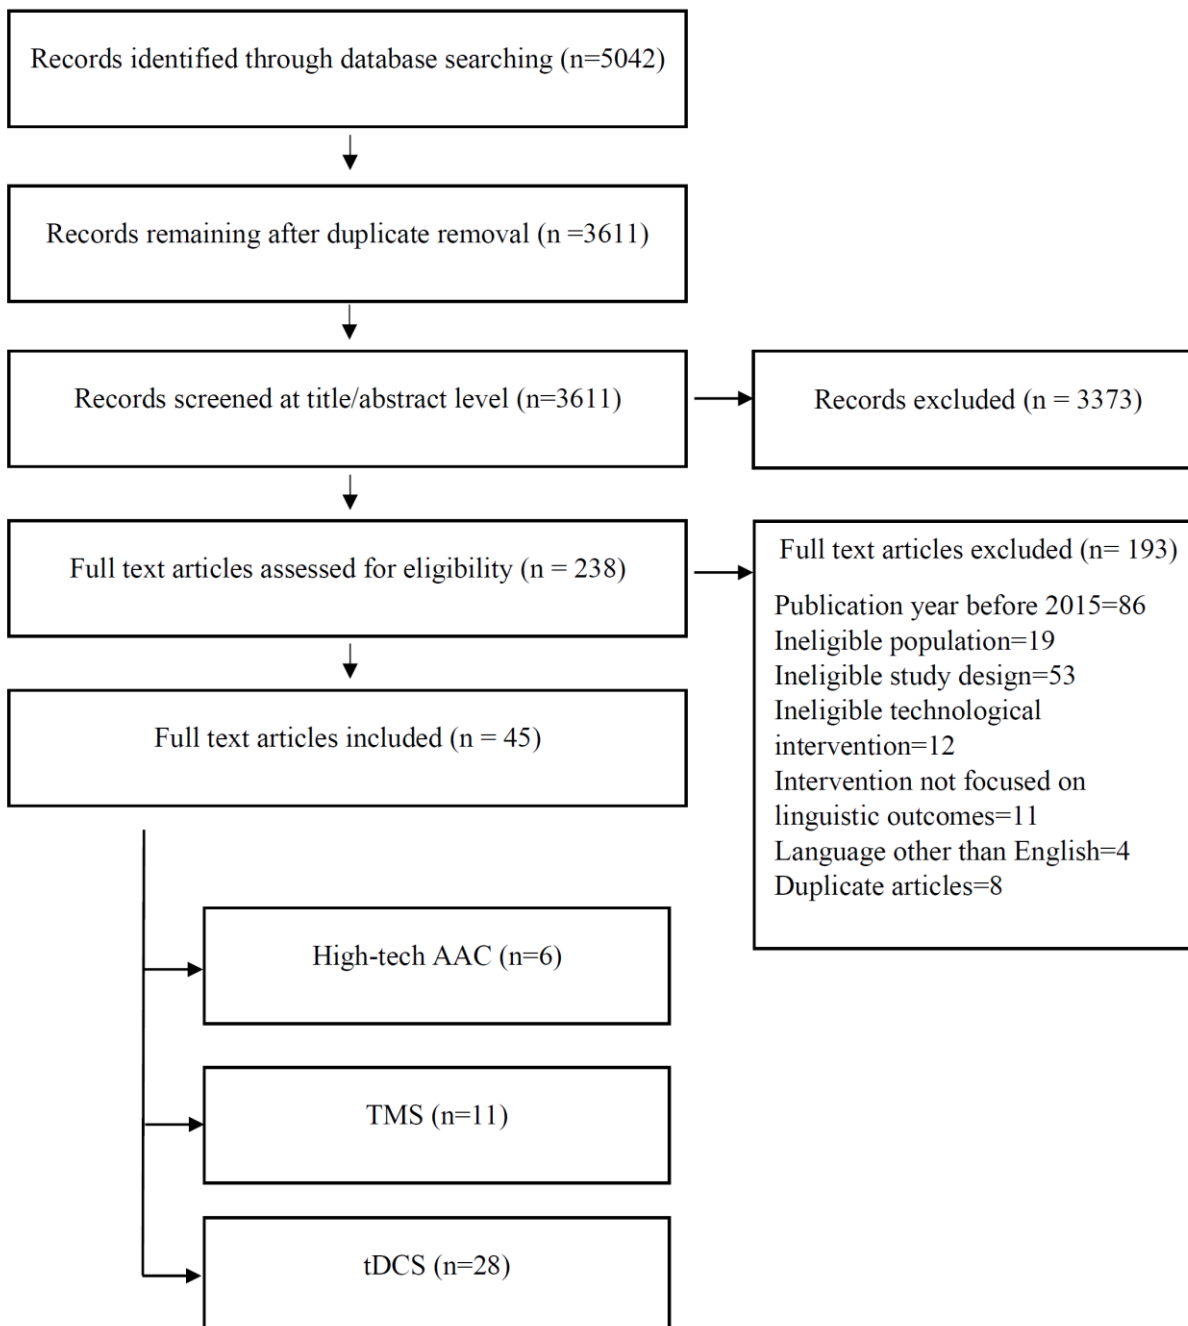 Records identified through database searching (n=5042)
Records remaining after duplicate removal (n =3611)
Records screened at title/abstract level (n=3611)
Records excluded (n = 3373)
Full text articles assessed for eligibility (n = 238)
Full text articles excluded (n= 193)
Publication year before 2015=86
Ineligible population=19
Ineligible study design=53
Ineligible technological
intervention=12
Intervention not focused on
linguistic outcomes=11
Language other than English=4
Duplicate articles=8
Full text articles included (n = 45)
High-tech AAC (n=6)
TMS (n=11)
tDCS (n=28)